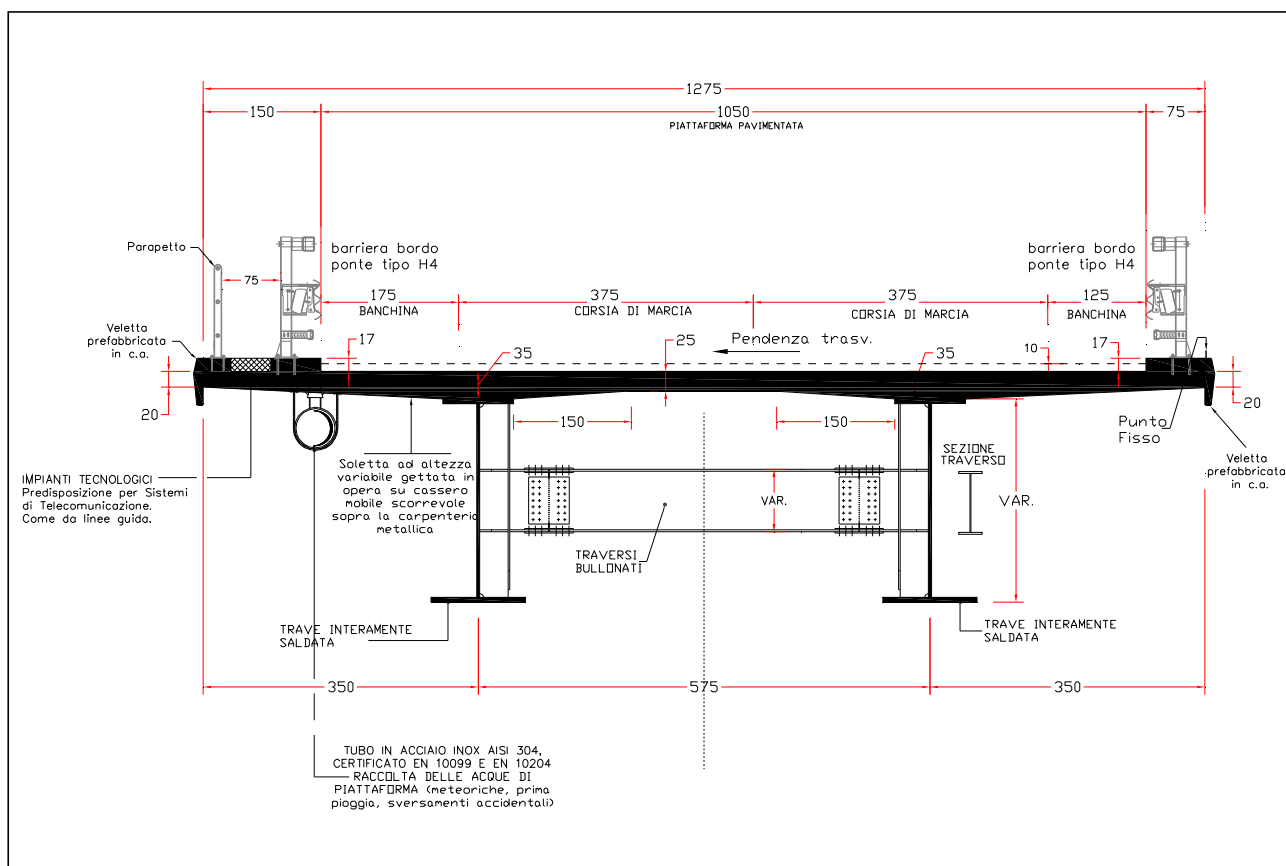 1275
150
1050
75
PIATTAFORMA PAVIMENTATA
Parapetto
barriera bordo
ponte tipo H4
barriera bordo
ponte tipo H4
75
175
375
375
125
BANCHINA
CORSIA DI MARCIA
CORSIA DI MARCIA
BANCHINA
Veletta
prefabbricata
in c.a.
17
35
25
Pendenza trasv.
35
10
17
20
20
150
150
Punto
Fisso
SEZIONE
TRAVERSO
Veletta
prefabbricata
in c.a.
IMPIANTI TECNOLOGICI
Predisposizione per Sistemi
di Telecomunicazione.
Come da linee guida.
Soletta ad altezza
variabile gettata in
opera su cassero
mobile scorrevole
sopra la carpenteria
metallica
VAR.
VAR.
TRAVERSI
BULLONATI
TRAVE INTERAMENTE
SALDATA
TRAVE INTERAMENTE
SALDATA
350
575
350
TUBO IN ACCIAIO INOX AISI 304,
CERTIFICATO EN 10099 E EN 10204
RACCOLTA DELLE ACQUE DI
PIATTAFORMA (meteoriche, prima
pioggia, sversamenti accidentali)